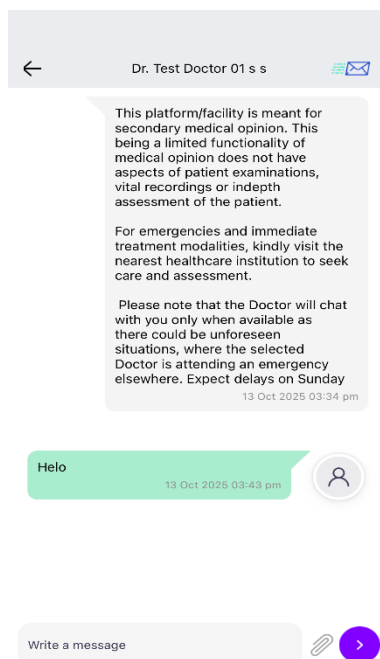 Dr. Test Doctor 01 s s
This platform/facility is meant for
secondary medical opinion. This
being a limited functionality of
medical opinion does not have
aspects of patient examinations,
vital recordings or indepth
assessment of the patient.
For emergencies and immediate
treatment modalities, kindly visit the
nearest healthcare institution to seek
care and assessment.
Please note that the Doctor will chat
with you only when available as
there could be unforeseen
situations, where the selected
Doctor is attending an emergency
elsewhere. Expect delays on Sunday
13 Oct 2025 03:34 pm
Helo
13 Oct 2025 03:43 pm
Write a message